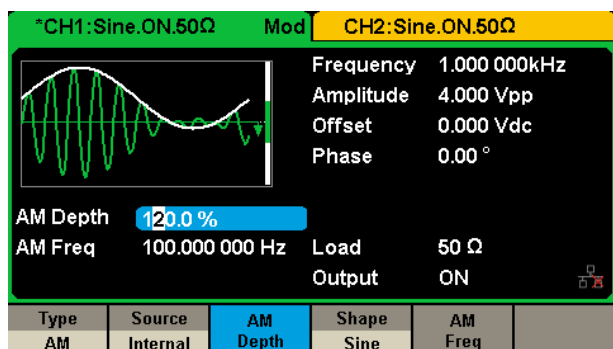 *CH1:Sine.ON.50Ω Mod CH2:Sine.ON.50Ω
Frequency 1.000 000kHz
Amplitude 4.000 Vpp
Offset 0.000 Vdc
Phase 0.00 °
AM Depth 120.0 %
AM Freq 100.000 000 Hz Load 50 Ω
Output ON
Type Source AM Depth Shape AM Freq
AM Internal Sine